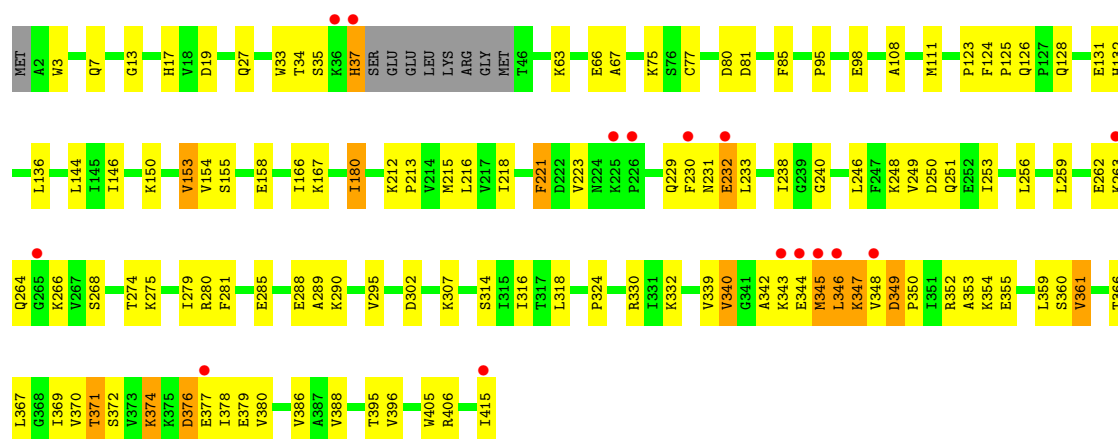 MET A2 W3 Q7 G13 H17 V18 D19 Q27 W33 T34 S35 K36 H37 SER GLU GLU LEU LYS ARG GLY MET T46 K63 E66 A67 K75 S76 C77 D80 D81 F85 P95 E98 A108 M111 P123 F124 P125 Q126 P127 Q128 E131 H132
L136 L144 I145 I146 K150 V153 V154 S155 E158 I166 K167 I180 K212 P213 V214 M215 L216 V217 I218 F221 D222 V223 N224 K225 P226 Q229 F230 N231 E232 L233 I238 G239 G240 L246 F247 K248 V249 D250 Q251 E252 I253 L256 L259 E262 K263
Q264 G265 K266 V267 S268 T274 K275 I279 R280 F281 E285 E288 A289 K290 V295 D302 K307 S314 I315 I316 T317 L318 P324 R330 I331 K332 V339 V340 G341 A342 K343 E344 M345 L346 K347 V348 D349 P350 I351 R352 A353 K354 E355 L359 S360 V361 I366
L367 G368 I369 V370 T371 S372 V373 K374 K375 D376 E377 I378 E379 V380 V386 A387 V388 T395 V396 W405 R406 I415